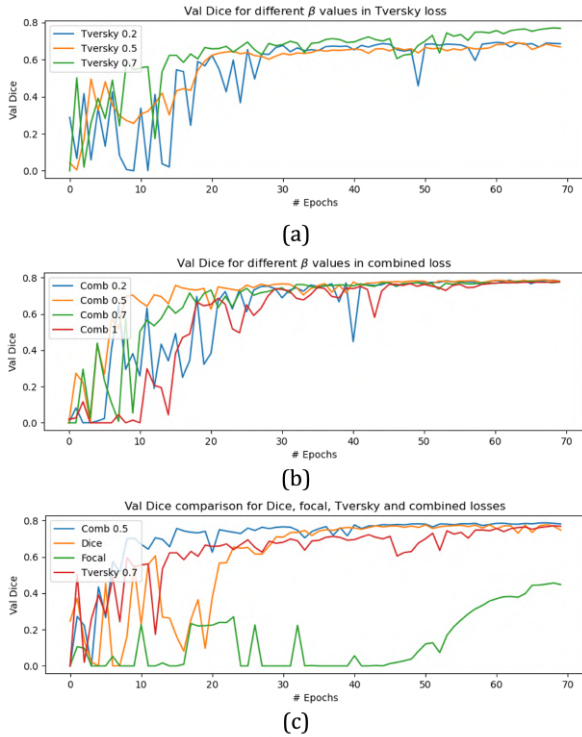 Val Dice for different β values in Tversky loss
Tversky 0.2
Tversky 0.5
Tversky 0.7
Val Dice
0.8
0.6
0.4
0.2
0.0
0 10 20 30 40 50 60 70
# Epochs
(a)
Val Dice for different β values in combined loss
Comb 0.2
Comb 0.5
Comb 0.7
Comb 1
Val Dice
0.8
0.6
0.4
0.2
0.0
0 10 20 30 40 50 60 70
# Epochs
(b)
Val Dice comparison for Dice, focal, Tversky and combined losses
Comb 0.5
Dice
Focal
Tversky 0.7
Val Dice
0.8
0.6
0.4
0.2
0.0
0 10 20 30 40 50 60 70
# Epochs
(c)